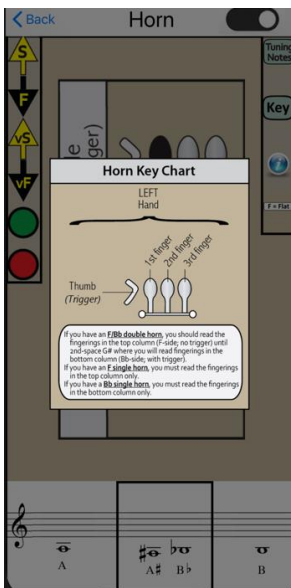 Back
Horn
S
F
vS
vF
Tuning
Notes
Key
F = Flat
ger)
Horn Key Chart
LEFT
Hand
1st finger
2nd finger
3rd finger
Thumb
(Trigger)
If you have an F/Bb double horn, you should read the
fingerings in the top column (F-side; no trigger) until
2nd-space G# where you will read fingerings in the
bottom column (Bb-side; with trigger).
If you have an F single horn, you must read the fingerings
in the top column only.
If you have a Bb single horn, you must read the fingerings
in the bottom column only.
A
A♯
B♭
B